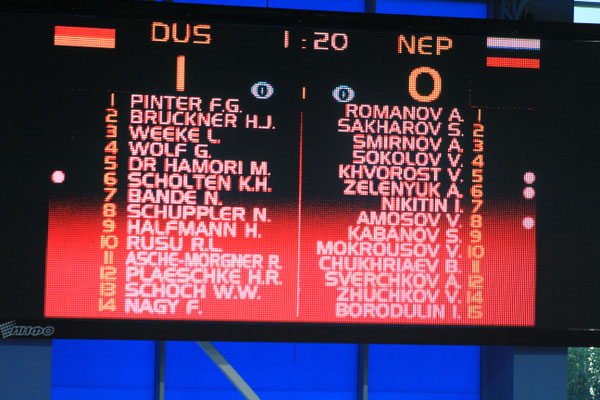 DUS 1:20 NEP
1 0 1 0 0
1 PINTER F.G.
2 BRUCKNER H.J.
3 WEEKE L.
4 WOLF G.
5 DR HAMORI M.
6 SCHOLTEN K.H.
7 BANDE N.
8 SCHUPPLER N.
9 HALFMANN H.
10 RUSU R.L.
11 ASCHE-MORGNER R.
12 PLAESCHKE H.R.
13 SCHOCH W.W.
14 NAGY F.
ROMANOV A. 1
SAKHAROV S. 2
SMIRNOV A. 3
SOKOLOV V. 4
KHVOROST V. 5
ZELENYUK A. 6
NIKITIN I. 7
AMOSOV V. 8
KABANOV S. 9
MOKROUSOV V. 10
CHUKHRIAEV B. 11
SVERCHKOV A. 12
ZHUCHKOV V. 14
BORODULIN I. 15
ИНФО